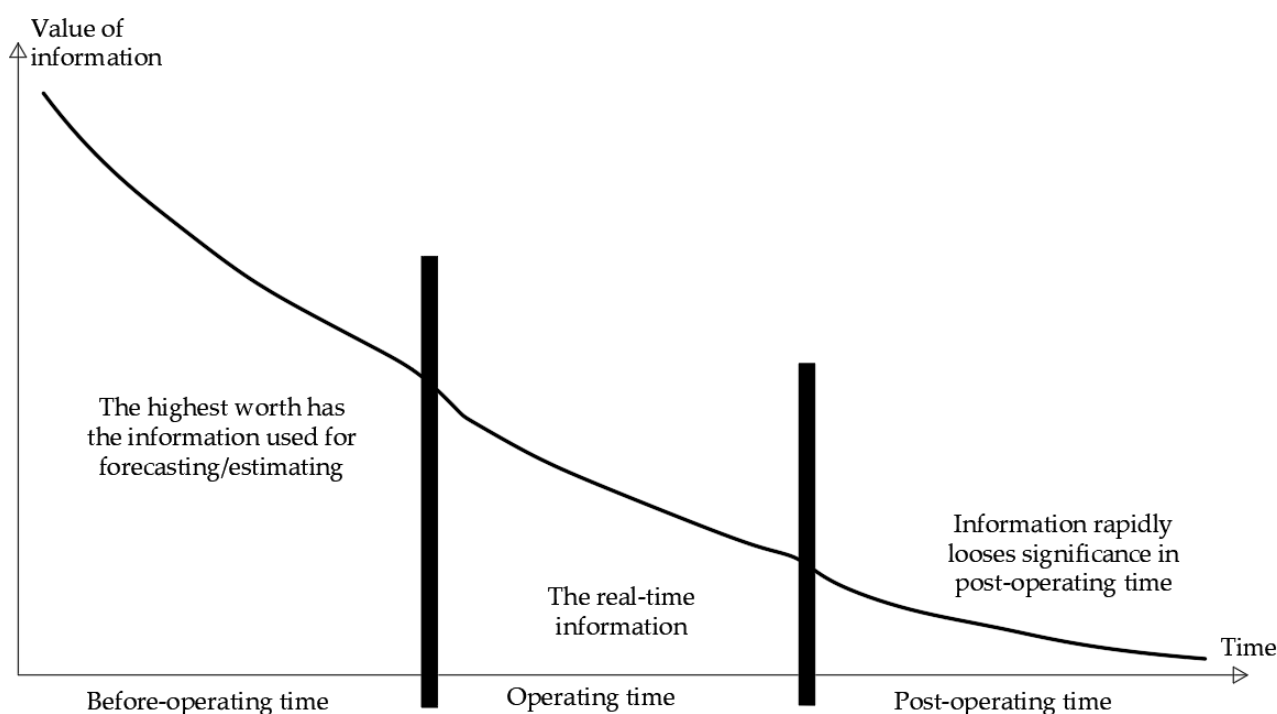 Value of
information
The highest worth has
the information used for
forecasting/estimating
The real-time
information
Information rapidly
looses significance in
post-operating time
Time
Before-operating time
Operating time
Post-operating time